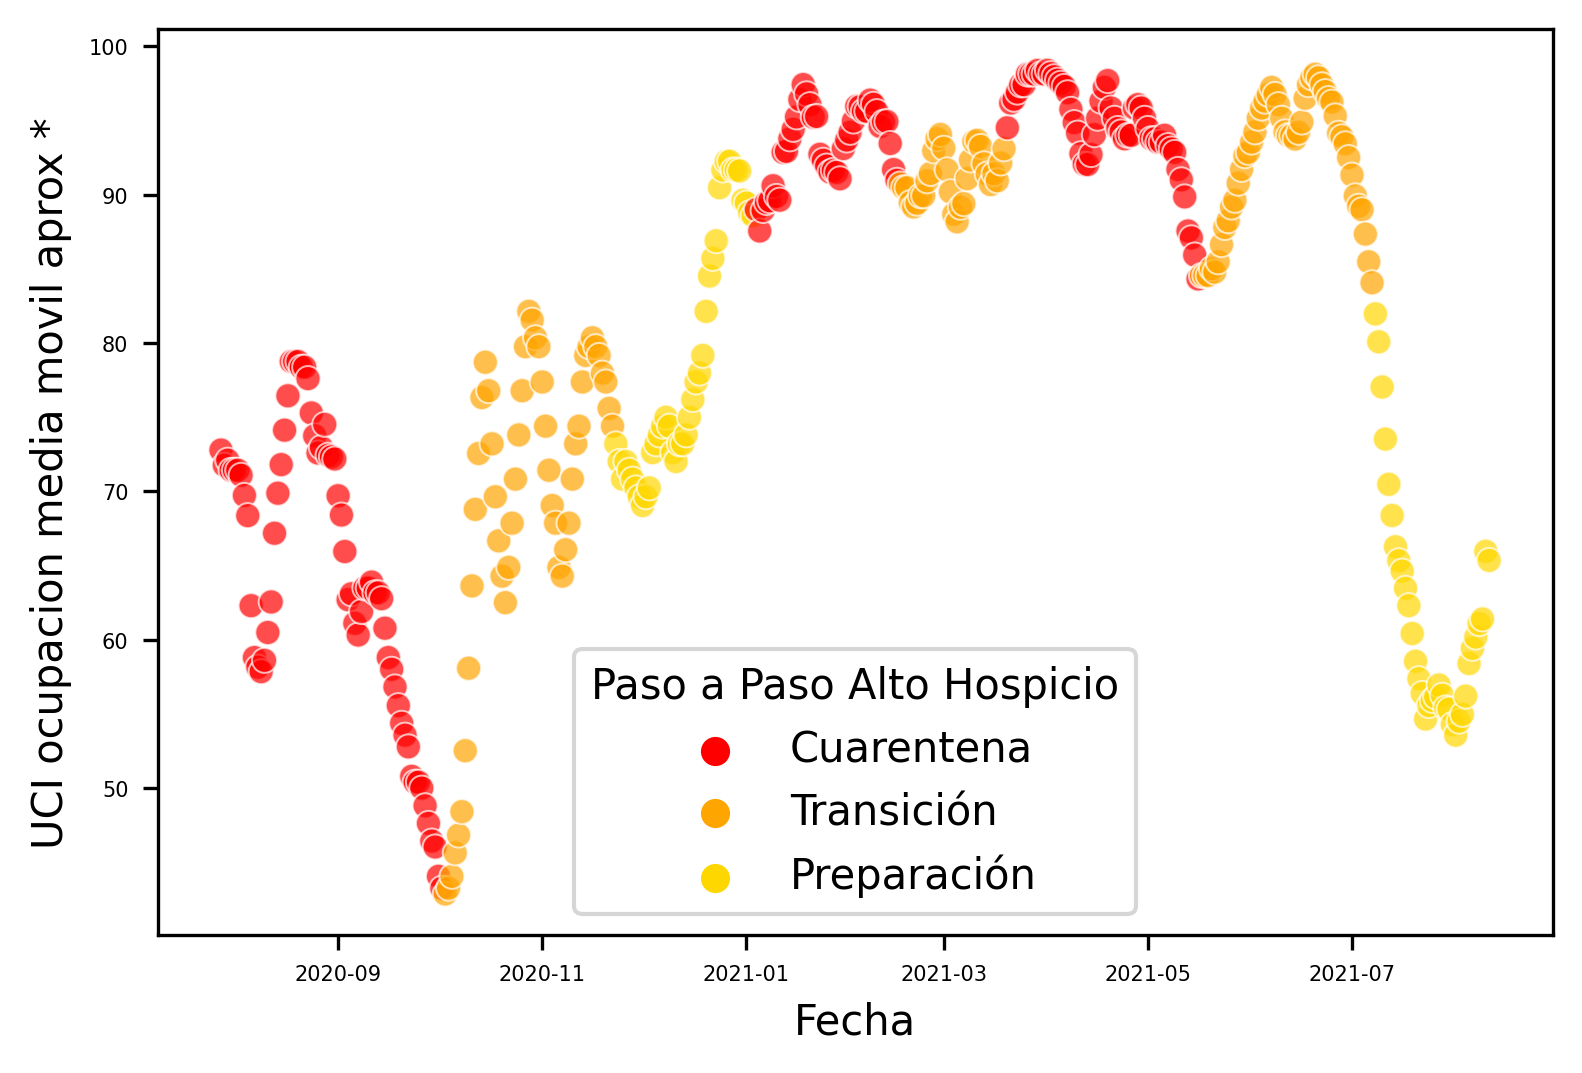 UCI ocupacion media movil aprox *
100
90
80
70
60
50
Paso a Paso Alto Hospicio
Cuarentena
Transición
Preparación
2020-09
2020-11
2021-01
2021-03
2021-05
2021-07
Fecha